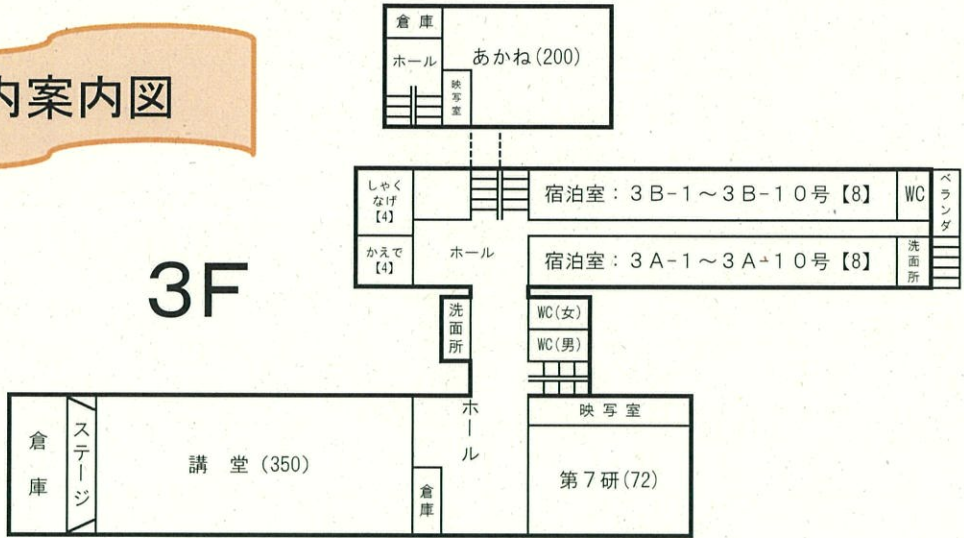 内案内図
3F
倉庫
ホール
あかね(200)
映写室
しゃくなげ【4】
宿泊室：3B-1～3B-10号【8】
WC
ベランダ
かえで【4】
ホール
宿泊室：3A-1～3A-10号【8】
洗面所
洗面所
WC(女)
WC(男)
ホール
映写室
倉庫
ステージ
講堂(350)
倉庫
第7研(72)